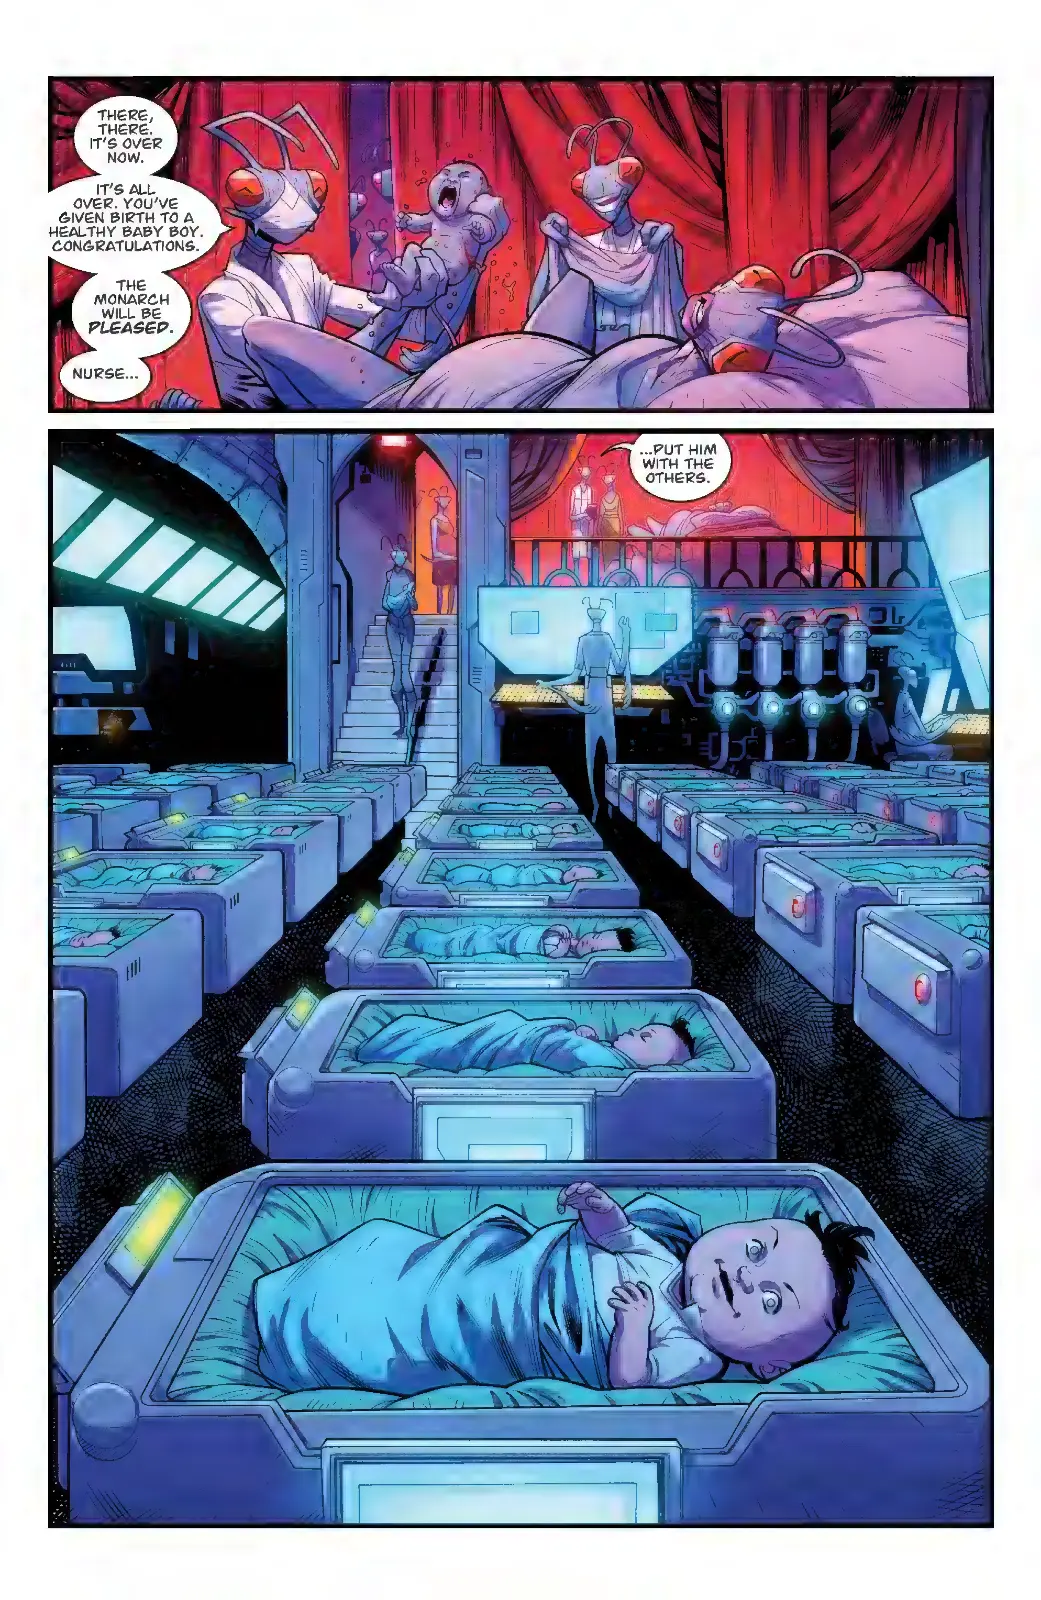 THERE,
THERE.
IT'S OVER
NOW.
IT'S ALL
OVER. YOU'VE
GIVEN BIRTH TO A
HEALTHY BABY BOY.
CONGRATULATIONS.
THE
MONARCH
WILL BE
PLEASED.
NURSE...
...PUT HIM
WITH THE
OTHERS.